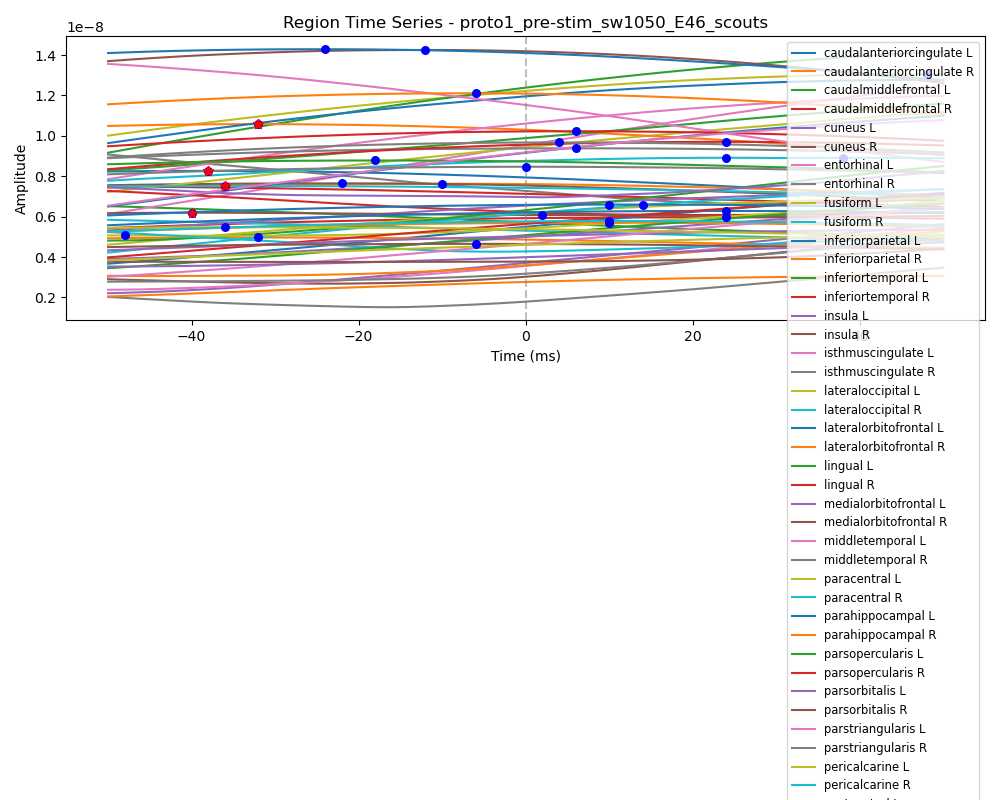 Region Time Series - proto1_pre-stim_sw1050_E46_scouts
1e−8
1.4
1.2
1.0
0.8
0.6
0.4
0.2
Amplitude
−40
−20
0
20
40
Time (ms)
caudalanteriorcingulate L
caudalanteriorcingulate R
caudalmiddlefrontal L
caudalmiddlefrontal R
cuneus L
cuneus R
entorhinal L
entorhinal R
fusiform L
fusiform R
inferiorparietal L
inferiorparietal R
inferiortemporal L
inferiortemporal R
insula L
insula R
isthmuscingulate L
isthmuscingulate R
lateraloccipital L
lateraloccipital R
lateralorbitofrontal L
lateralorbitofrontal R
lingual L
lingual R
medialorbitofrontal L
medialorbitofrontal R
middletemporal L
middletemporal R
paracentral L
paracentral R
parahippocampal L
parahippocampal R
parsopercularis L
parsopercularis R
parsorbitalis L
parsorbitalis R
parstriangularis L
parstriangularis R
pericalcarine L
pericalcarine R